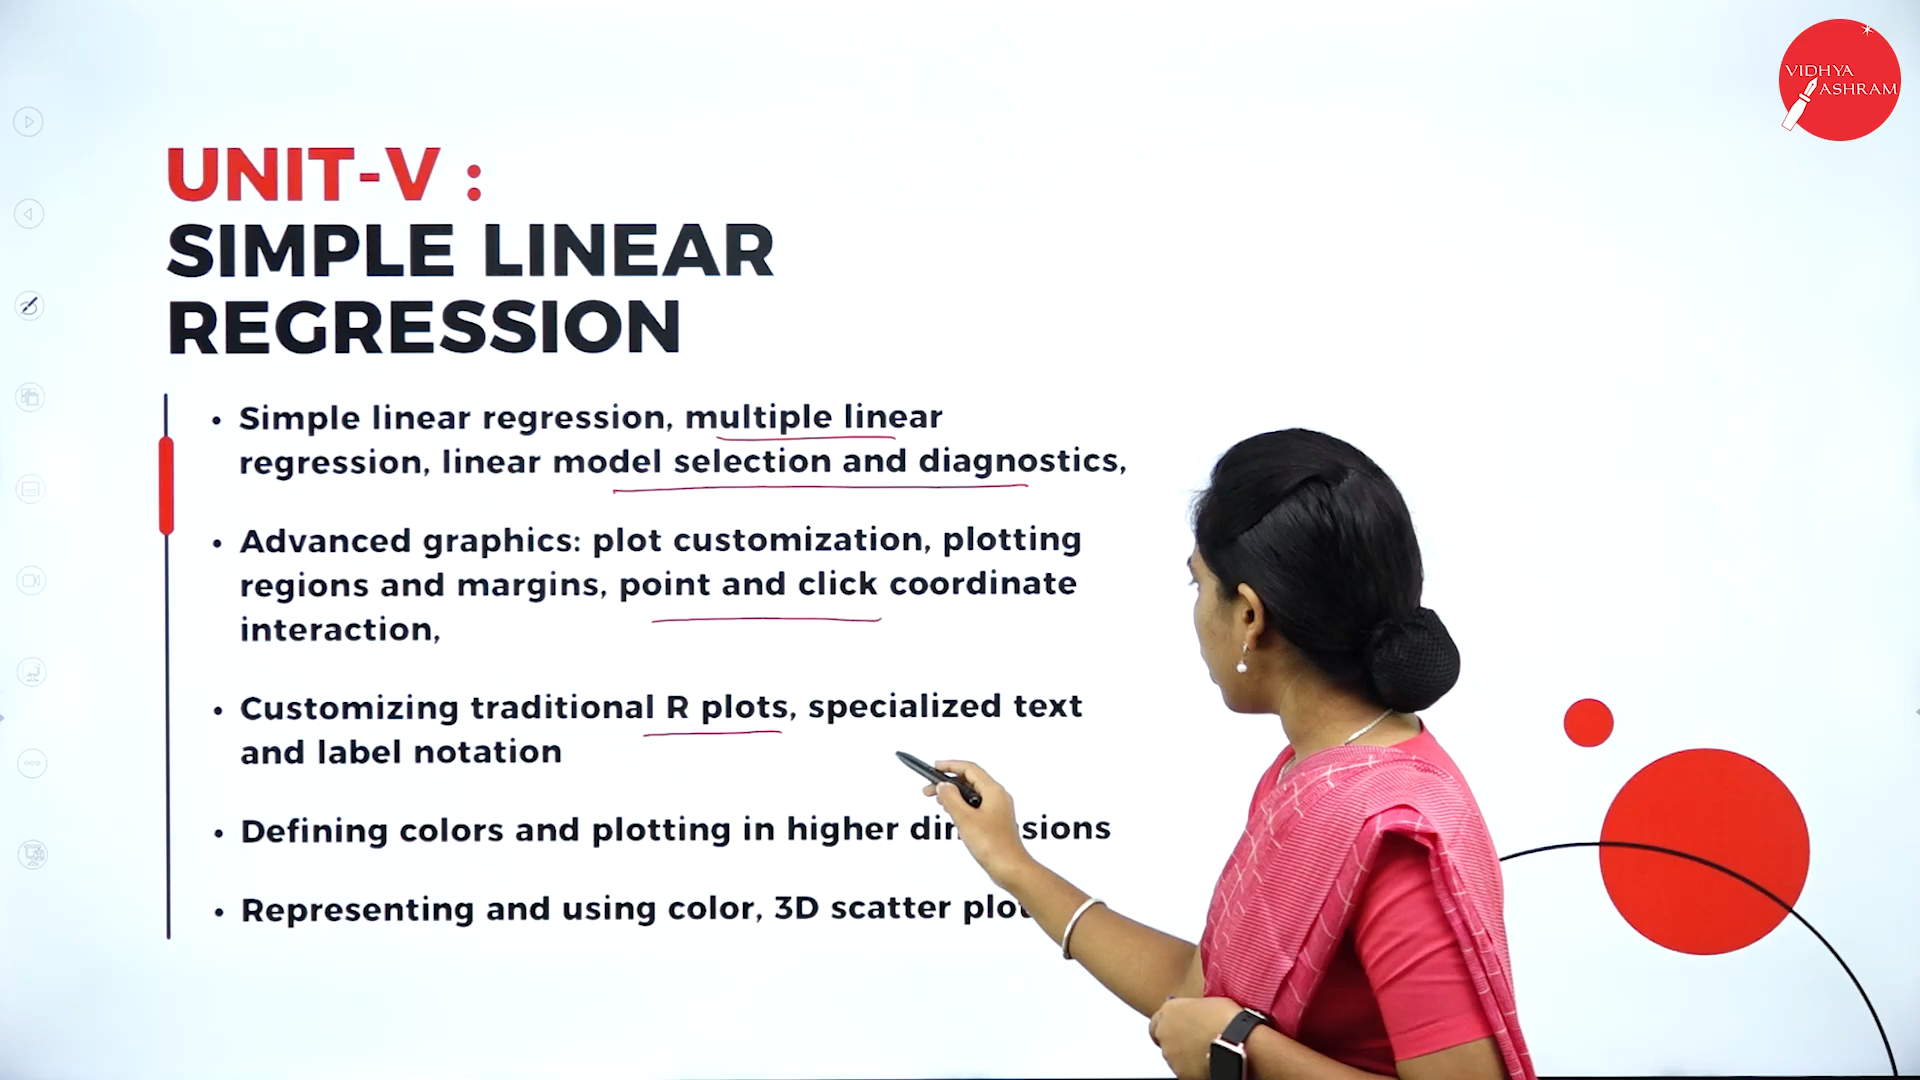 VIDHYA
ASHRAM
UNIT-V :
SIMPLE LINEAR
REGRESSION
• Simple linear regression, multiple linear
regression, linear model selection and diagnostics,
• Advanced graphics: plot customization, plotting
regions and margins, point and click coordinate
interaction,
• Customizing traditional R plots, specialized text
and label notation
• Defining colors and plotting in higher
• Representing and using color, 3D scatter